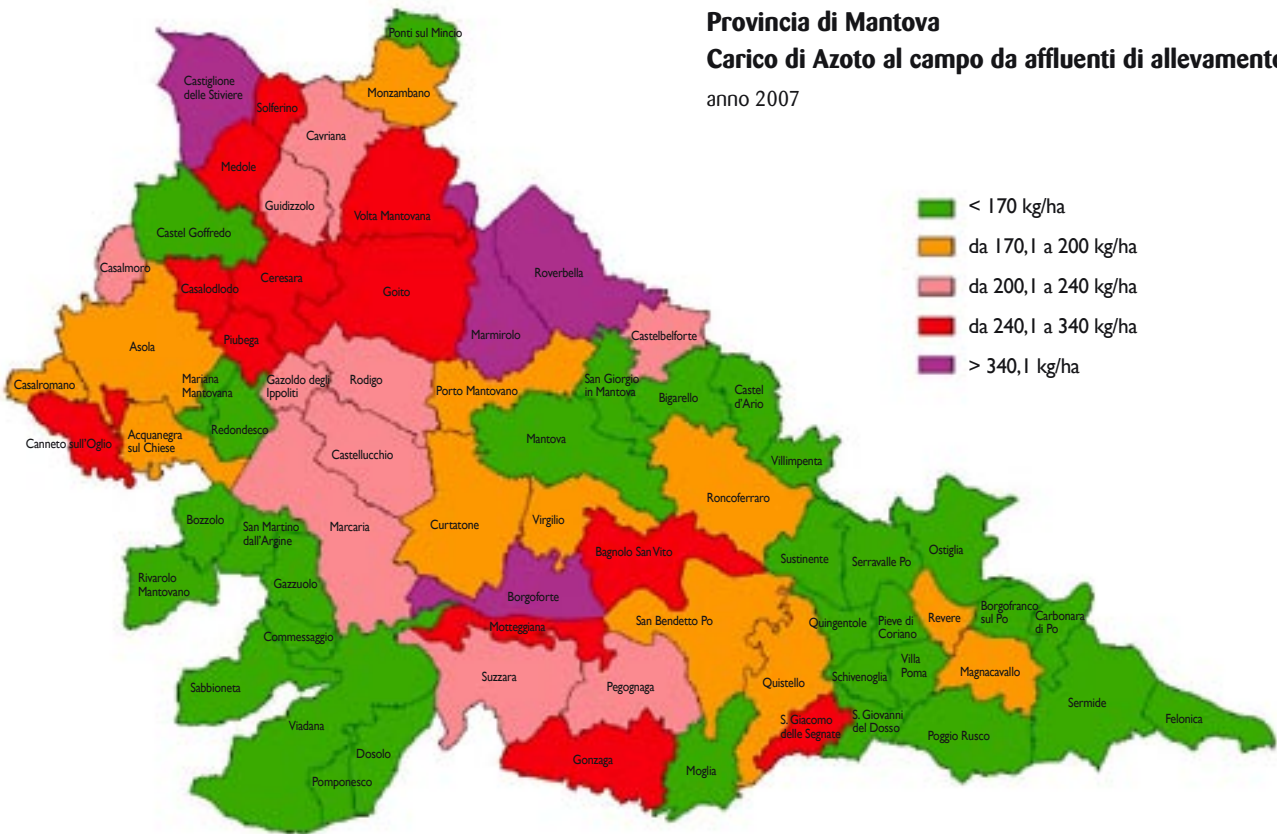 Provincia di Mantova
Carico di Azoto al campo da affluenti di allevamento
anno 2007
< 170 kg/ha
da 170,1 a 200 kg/ha
da 200,1 a 240 kg/ha
da 240,1 a 340 kg/ha
> 340,1 kg/ha
Ponti sul Mincio
Castiglione
delle Stiviere
Monzambano
Solferino
Cavriana
Medole
Guidizzolo
Volta Mantovana
Castel Goffredo
Casalmoro
Ceresara
Casalodlodo
Goito
Roverbella
Marmirolo
Castelbelforte
Asola
Piubega
Casalromano
Mariana
Mantovana
Gazoldo degli
Ippoliti
Rodigo
Porto Mantovano
San Giorgio
in Mantova
Bigarello
Castel
d'Ario
Canneto sull'Oglio
Acquanegra
sul Chiese
Redondesco
Mantova
Castellucchio
Villimpenta
Roncoferraro
Bozzolo
San Martino
dall'Argine
Marcaria
Curtatone
Virgilio
Bagnolo San Vito
Sustinente
Serravalle Po
Ostiglia
Rivarolo
Mantovano
Gazzuolo
Borgoforte
Commessaggio
Motteggiana
San Bendetto Po
Quingentole
Pieve di
Coriano
Revere
Borgofranco
sul Po
Carbonara
di Po
Sabbioneta
Suzzara
Pegognaga
Quistello
Schivenoglia
Villa
Poma
Magnacavallo
Viadana
S. Giacomo
delle Segnate
S. Giovanni
del Dosso
Poggio Rusco
Sermide
Felonica
Dosolo
Pomponesco
Gonzaga
Moglia